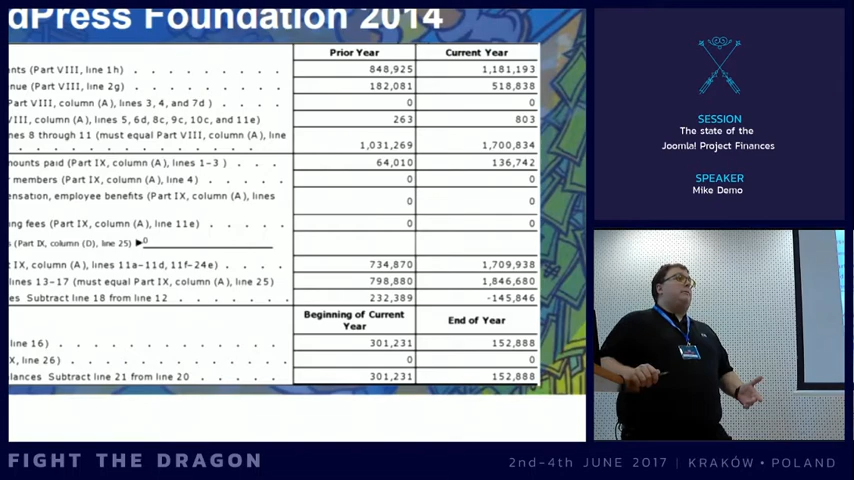 dPress Foundation 2014
Prior Year Current Year
ants (Part VIII, line 1h) . . . . . . . . . 848,925 1,181,193
nue (Part VIII, line 2g) . . . . . . . . . 182,081 518,838
Part VIII, column (A), lines 3, 4, and 7d ) . . . . 0 0
VIII, column (A), lines 5, 6d, 8c, 9c, 10c, and 11e) 263 803
nes 8 through 11 (must equal Part VIII, column (A), line
. . . . . . . . . . . . . . . 1,031,269 1,700,834
mounts paid (Part IX, column (A), lines 1–3 ) . . . 64,010 136,742
r members (Part IX, column (A), line 4) . . . . . 0 0
ensation, employee benefits (Part IX, column (A), lines
0 0
ng fees (Part IX, column (A), line 11e) . . . . . 0 0
s (Part IX, column (D), line 25) ▶0
t IX, column (A), lines 11a–11d, 11f–24e) . . . . 734,870 1,709,938
lines 13–17 (must equal Part IX, column (A), line 25) 798,880 1,846,680
es Subtract line 18 from line 12 . . . . . . . 232,389 -145,846
Beginning of Current Year End of Year
line 16) . . . . . . . . . . . . . 301,231 152,888
X, line 26) . . . . . . . . . . . . 0 0
alances Subtract line 21 from line 20 . . . . . 301,231 152,888
SESSION
The state of the
Joomla! Project Finances
SPEAKER
Mike Demo
FIGHT THE DRAGON
2nd-4th JUNE 2017 | KRAKÓW • POLAND